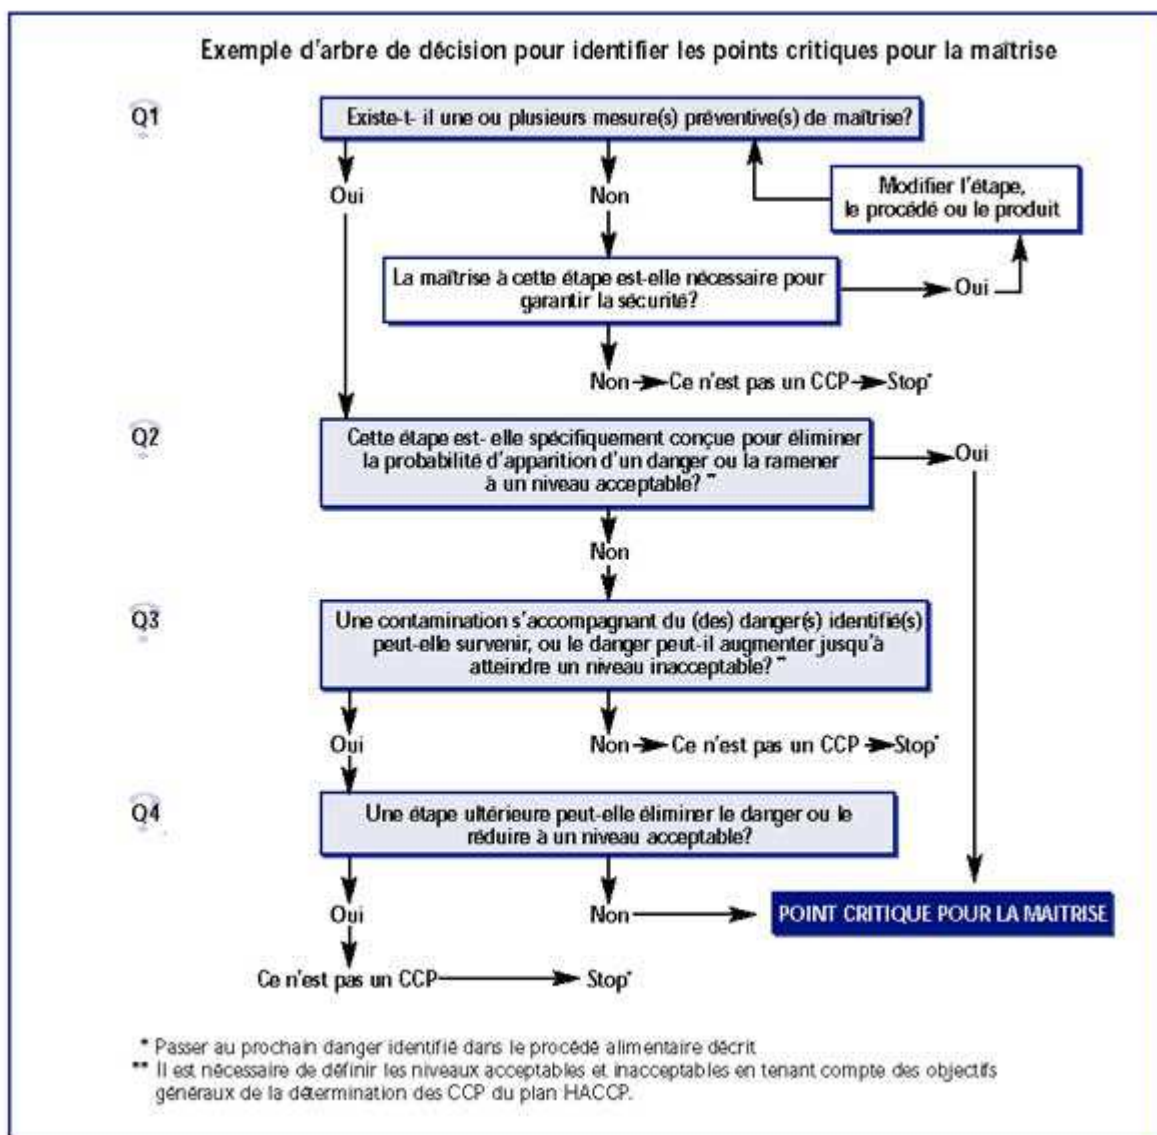 Exemple d'arbre de décision pour identifier les points critiques pour la maîtrise
Q1
Existe-t- il une ou plusieurs mesure(s) préventive(s) de maîtrise?
Oui
Non
Modifier l'étape,
le procédé ou le produit
La maîtrise à cette étape est-elle nécessaire pour
garantir la sécurité?
Oui
Non
Ce n'est pas un CCP
Stop*
Q2
Cette étape est- elle spécifiquement conçue pour éliminer
la probabilité d'apparition d'un danger ou la ramener
à un niveau acceptable? **
Oui
Non
Q3
Une contamination s'accompagnant du (des) danger(s) identifié(s)
peut-elle survenir, ou le danger peut-il augmenter jusqu'à
atteindre un niveau inacceptable? **
Oui
Non
Ce n'est pas un CCP
Stop*
Q4
Une étape ultérieure peut-elle éliminer le danger ou le
réduire à un niveau acceptable?
Oui
Non
POINT CRITIQUE POUR LA MAITRISE
Ce n'est pas un CCP
Stop*
* Passer au prochain danger identifié dans le procédé alimentaire décrit
** Il est nécessaire de définir les niveaux acceptables et inacceptables en tenant compte des objectifs
généraux de la détermination des CCP du plan HACCP.